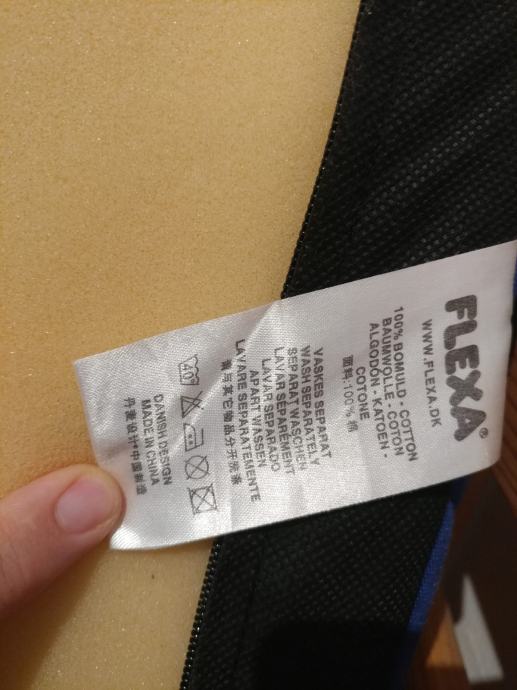 FLEXA®
WWW.FLEXA.DK
100% BOMULD - COTTON
BAUMWOLLE - COTON
ALGODON - KATOEN -
COTONE
面料:100% 棉
VASKES SEPARAT
WASH SEPARATELY
SEPARAT WASCHEN
LAVAR SEPAREMENT
LAVAR SEPARADO
APART WASSEN
LAVARE SEPARATEMENTE
请与其它物品分开洗涤
40°
DANISH DESIGN
MADE IN CHINA
丹麦设计*中国制造